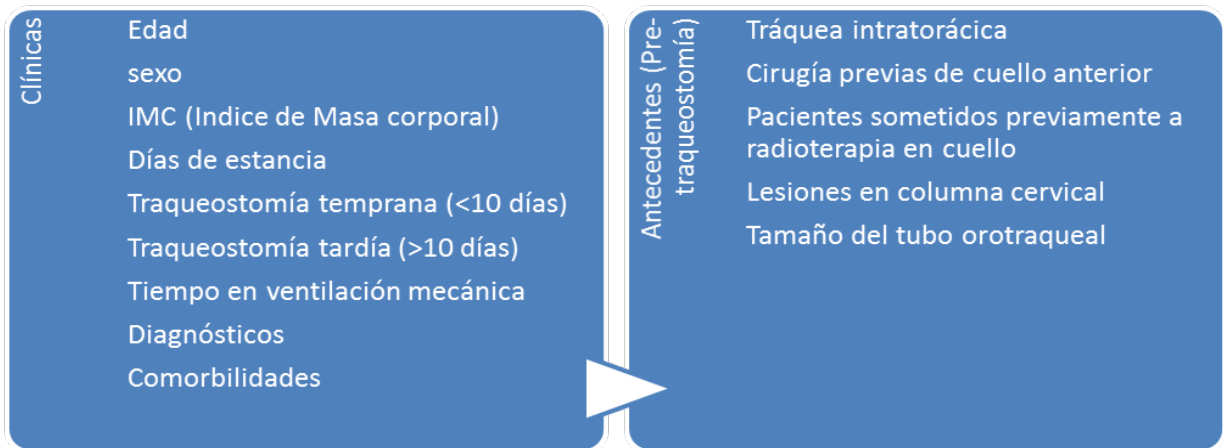 Clínicas
Edad
sexo
IMC (Indice de Masa corporal)
Días de estancia
Traqueostomía temprana (<10 días)
Traqueostomía tardía (>10 días)
Tiempo en ventilación mecánica
Diagnósticos
Comorbilidades
Antecedentes (Pre-
traqueostomía)
Tráquea intratorácica
Cirugía previas de cuello anterior
Pacientes sometidos previamente a
radioterapia en cuello
Lesiones en columna cervical
Tamaño del tubo orotraqueal